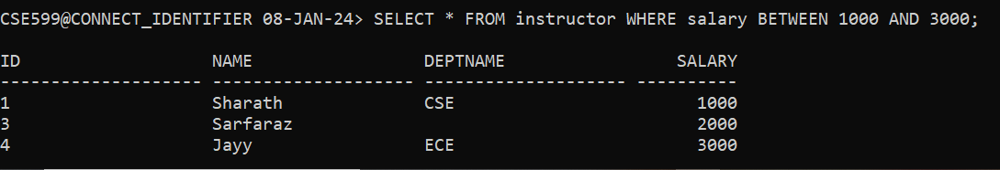 CSE599@CONNECT_IDENTIFIER 08-JAN-24> SELECT * FROM instructor WHERE salary BETWEEN 1000 AND 3000;
ID                   NAME                 DEPTNAME                 SALARY
-------------------- -------------------- -------------------- ----------
1                    Sharath              CSE                        1000
3                    Sarfaraz                                        2000
4                    Jayy                 ECE                        3000